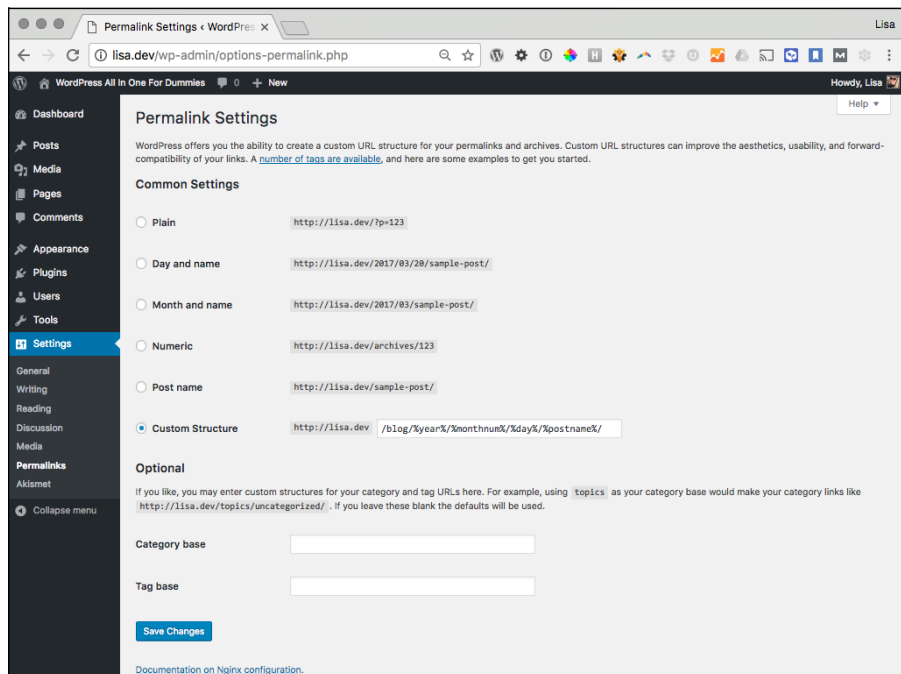 Permalink Settings ‹ WordPres
Lisa
lisa.dev/wp-admin/options-permalink.php
WordPress All In One For Dummies 0 + New
Howdy, Lisa
Help
Dashboard
Posts
Media
Pages
Comments
Appearance
Plugins
Users
Tools
Settings
General
Writing
Reading
Discussion
Media
Permalinks
Akismet
Collapse menu
Permalink Settings
WordPress offers you the ability to create a custom URL structure for your permalinks and archives. Custom URL structures can improve the aesthetics, usability, and forward-
compatibility of your links. A number of tags are available, and here are some examples to get you started.
Common Settings
Plain http://lisa.dev/?p=123
Day and name http://lisa.dev/2017/03/20/sample-post/
Month and name http://lisa.dev/2017/03/sample-post/
Numeric http://lisa.dev/archives/123
Post name http://lisa.dev/sample-post/
Custom Structure http://lisa.dev /blog/%year%/%monthnum%/%day%/%postname%/
Optional
If you like, you may enter custom structures for your category and tag URLs here. For example, using topics as your category base would make your category links like
http://lisa.dev/topics/uncategorized/ . If you leave these blank the defaults will be used.
Category base
Tag base
Save Changes
Documentation on Nginx configuration.